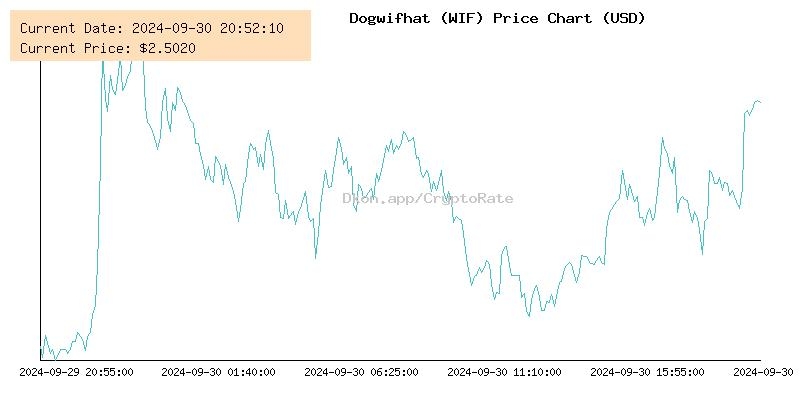 Dogwifhat (WIF) Price Chart (USD)
Current Date: 2024-09-30 20:52:10
Current Price: $2.5020
Dkon.app/CryptoRate
2024-09-29 20:55:00
2024-09-30 01:40:00
2024-09-30 06:25:00
2024-09-30 11:10:00
2024-09-30 15:55:00
2024-09-30